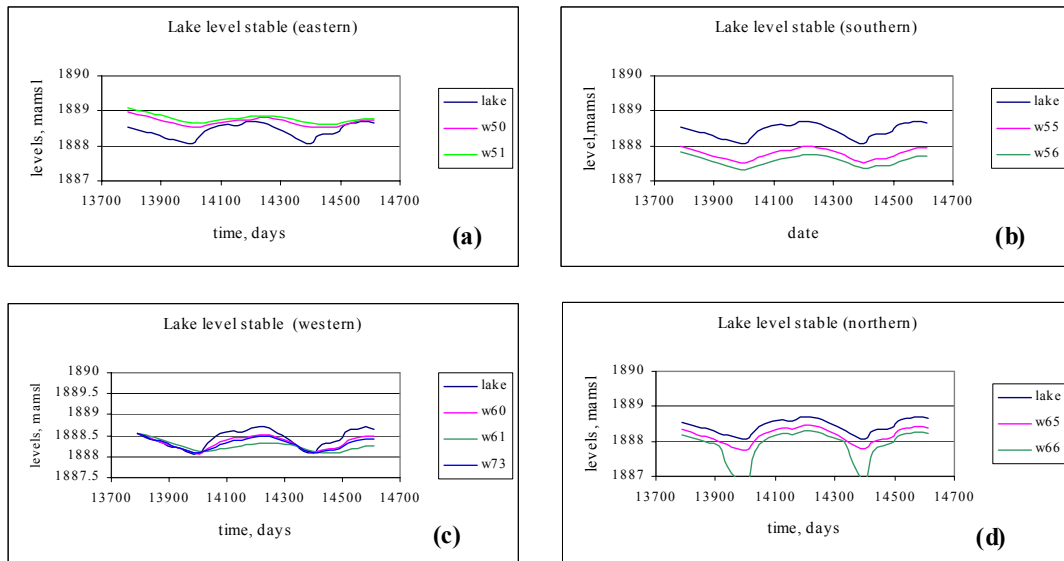 Lake level stable (eastern)
levels, mamsl
1890
1889
1888
1887
13700 13900 14100 14300 14500 14700
time, days
lake
w50
w51
(a)
Lake level stable (southern)
level,mamsl
1890
1889
1888
1887
13700 13900 14100 14300 14500 14700
date
lake
w55
w56
(b)
Lake level stable (western)
levels, mamsl
1890
1889.5
1889
1888.5
1888
1887.5
13700 13900 14100 14300 14500 14700
time, days
lake
w60
w61
w73
(c)
Lake level stable (northern)
levels, mamsl
1890
1889
1888
1887
13700 13900 14100 14300 14500 14700
time, days
lake
w65
w66
(d)